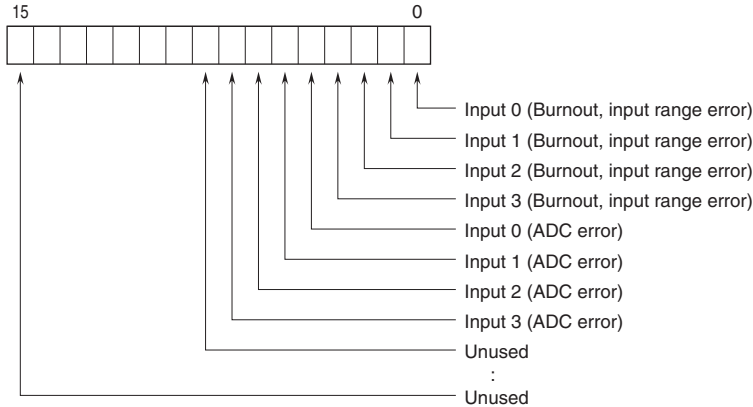 15 0
Input 0 (Burnout, input range error)
Input 1 (Burnout, input range error)
Input 2 (Burnout, input range error)
Input 3 (Burnout, input range error)
Input 0 (ADC error)
Input 1 (ADC error)
Input 2 (ADC error)
Input 3 (ADC error)
Unused
:
Unused